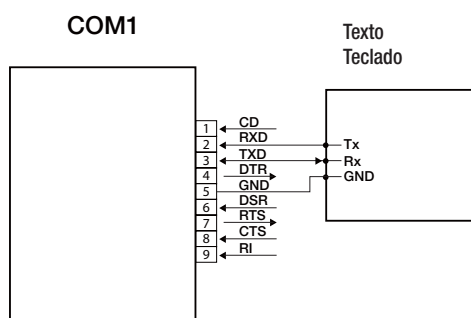 COM1
Texto
Teclado
1 CD
2 RXD Tx
3 TXD Rx
4 DTR GND
5 GND
6 DSR
7 RTS
8 CTS
9 RI